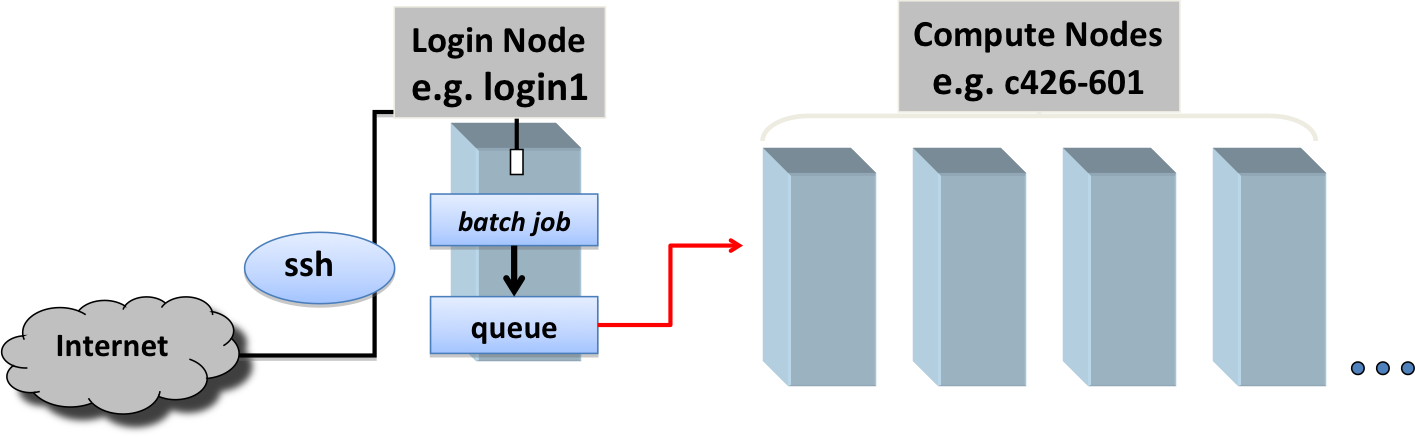 Login Node
e.g. login1
Compute Nodes
e.g. c426-601
batch job
ssh
queue
Internet